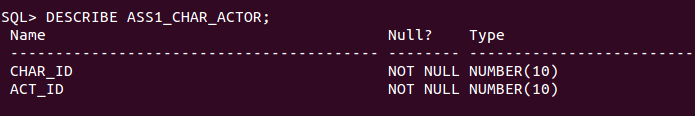 SQL> DESCRIBE ASS1_CHAR_ACTOR;
 Name                                      Null?    Type
 ----------------------------------------- -------- ----------------------------
 CHAR_ID                                   NOT NULL NUMBER(10)
 ACT_ID                                    NOT NULL NUMBER(10)